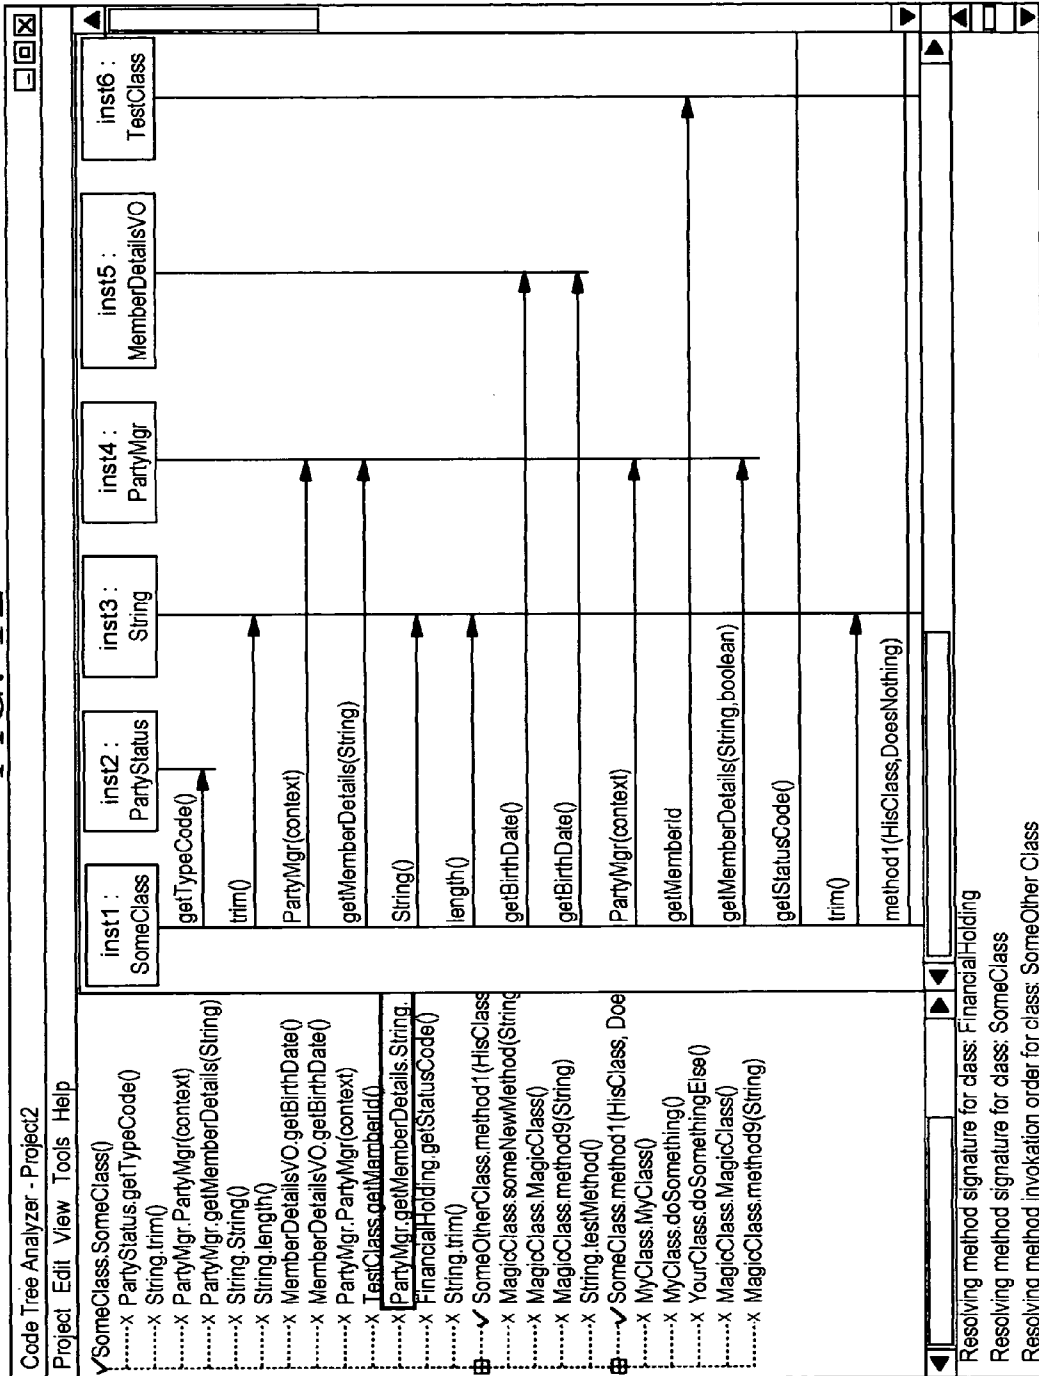 Code Tree Analyzer - Project2
Project Edit View Tools Help
SomeClass.SomeClass()
PartyStatus.getTypeCode()
String.trim()
PartyMgr.PartyMgr(context)
PartyMgr.getMemberDetails(String)
String.String()
String.length()
MemberDetailsVO.getBirthDate()
MemberDetailsVO.getBirthDate()
PartyMgr.PartyMgr(context)
TestClass.getMemberId()
PartyMgr.getMemberDetails.String.
FinancialHolding.getStatusCode()
String.trim()
SomeOtherClass.method1(HisClass
MagicClass.someNewMethod(String
MagicClass.MagicClass()
MagicClass.method9(String)
String.testMethod()
SomeClass.method1(HisClass, Doe
MyClass.MyClass()
MyClass.doSomething()
YourClass.doSomethingElse()
MagicClass.MagicClass()
MagicClass.method9(String)
inst1 :
SomeClass
inst2 :
PartyStatus
inst3 :
String
inst4 :
PartyMgr
inst5 :
MemberDetailsVO
inst6 :
TestClass
getTypeCode()
trim()
PartyMgr(context)
getMemberDetails(String)
String()
length()
getBirthDate()
getBirthDate()
PartyMgr(context)
getMemberId
getMemberDetails(String,boolean)
getStatusCode()
trim()
method1(HisClass,DoesNothing)
Resolving method signature for class: FinancialHolding
Resolving method signature for class: SomeClass
Resolving method invokation order for class: SomeOther Class